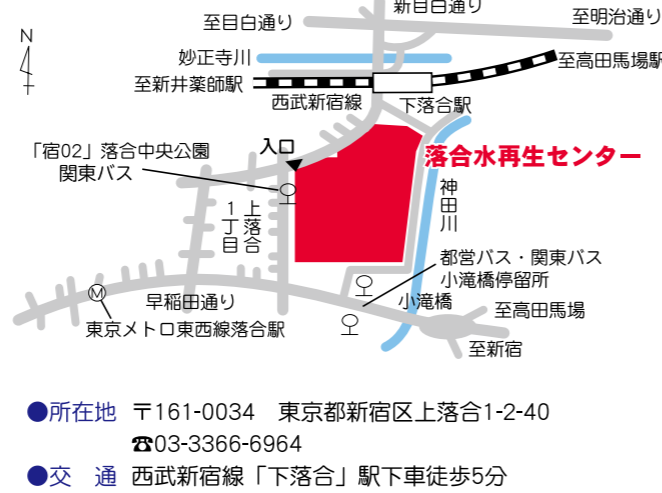 新目白通り
至目白通り
至明治通り
N
妙正寺川
至高田馬場駅
至新井薬師駅
西武新宿線
下落合駅
入口
「宿02」落合中央公園
関東バス
落合水再生センター
神田川
上落合
1丁目
都営バス・関東バス
小滝橋停留所
早稲田通り
小滝橋
M
至高田馬場
東京メトロ東西線落合駅
至新宿
●所在地 〒161-0034 東京都新宿区上落合1-2-40
☎03-3366-6964
●交 通 西武新宿線「下落合」駅下車徒歩5分